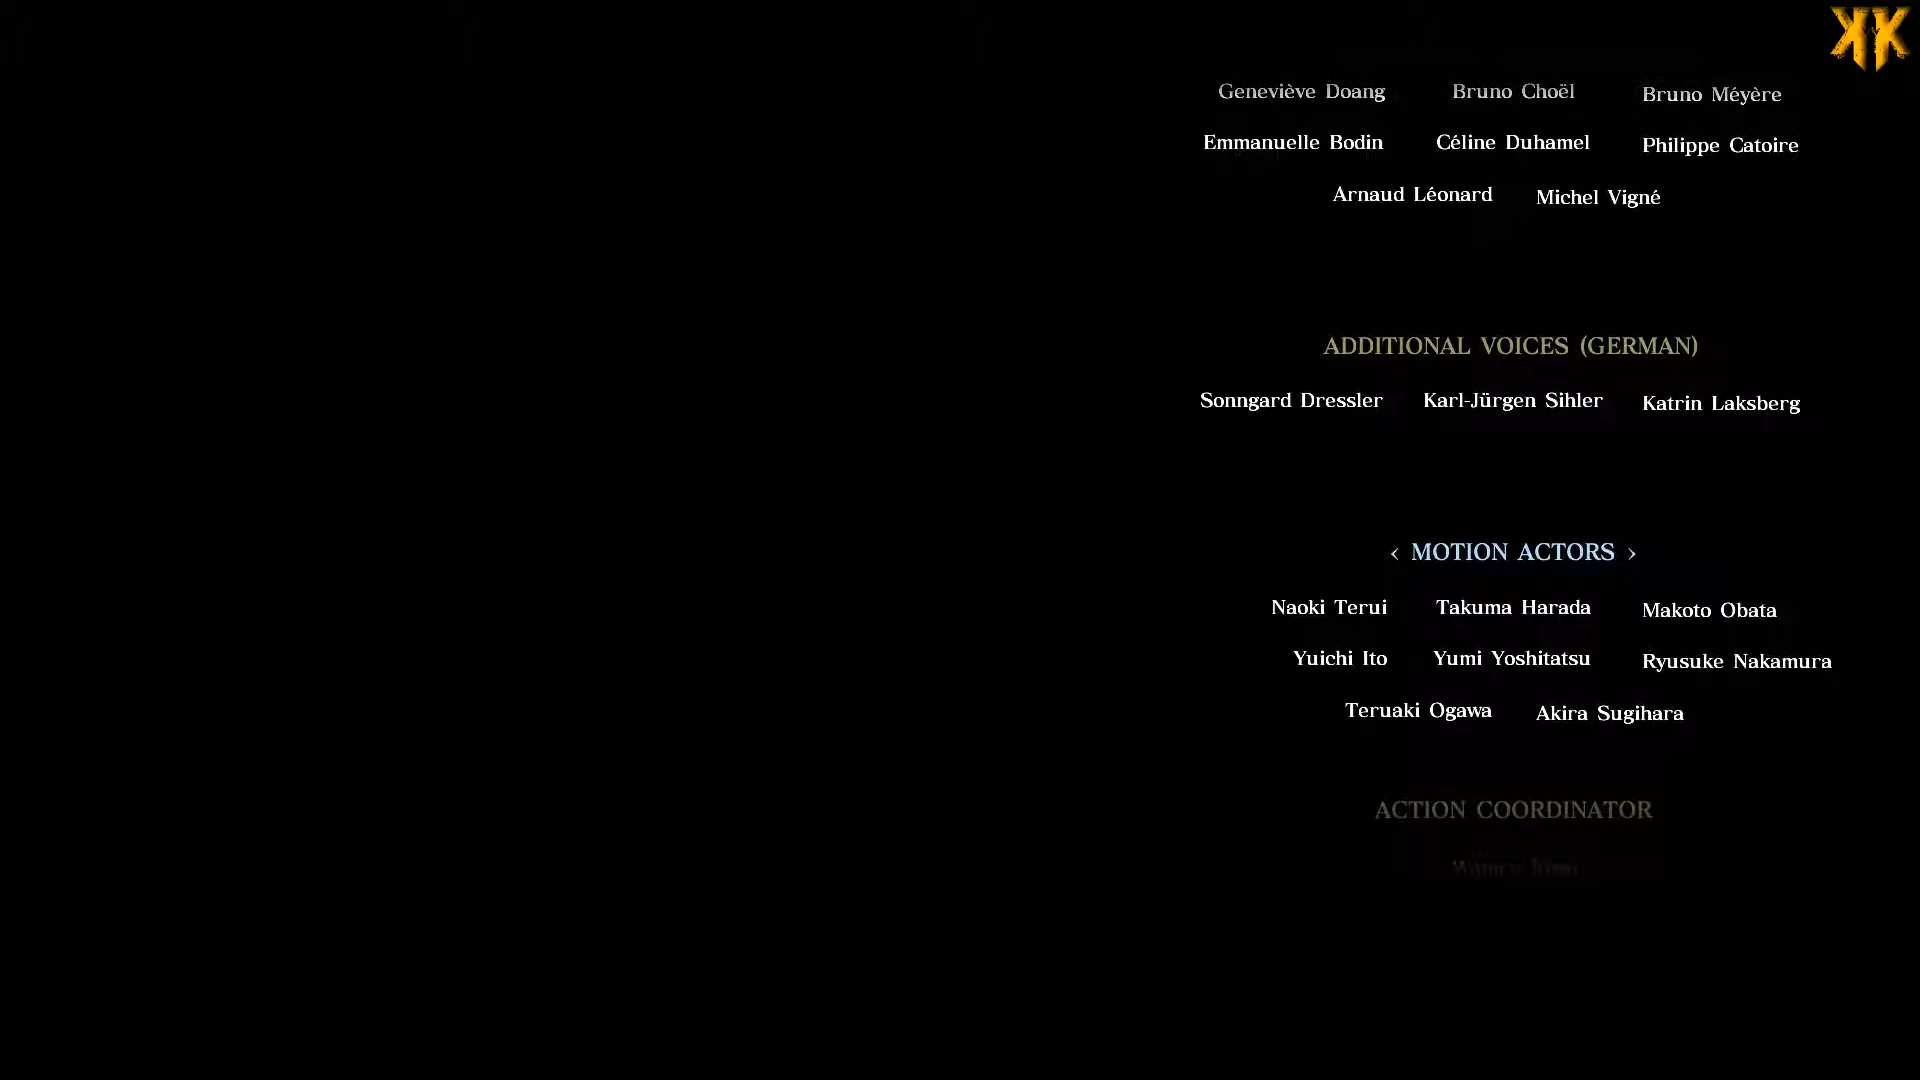 KK
Geneviève Doang Bruno Choël Bruno Méyère
Emmanuelle Bodin Céline Duhamel Philippe Catoire
Arnaud Léonard Michel Vigné
ADDITIONAL VOICES (GERMAN)
Sonngard Dressler Karl-Jürgen Sihler Katrin Laksberg
‹ MOTION ACTORS ›
Naoki Terui Takuma Harada Makoto Obata
Yuichi Ito Yumi Yoshitatsu Ryusuke Nakamura
Teruaki Ogawa Akira Sugihara
ACTION COORDINATOR